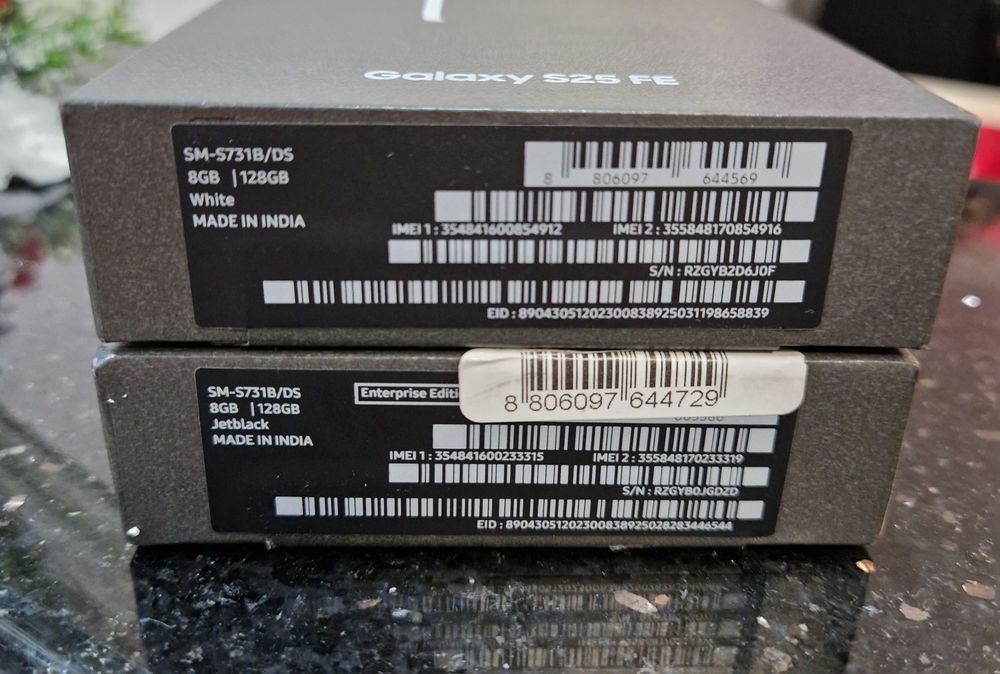 Galaxy S25 FE
SM-S731B/DS
8GB | 128GB
White
MADE IN INDIA
8 806097 644569
IMEI 1 : 354841600854912 IMEI 2 : 355848170854916
S/N : RZGYB2D6J0F
EID : 89043051202300838925031198658839
SM-S731B/DS
8GB | 128GB
Jetblack
MADE IN INDIA
Enterprise Editi
8 806097 644729
IMEI 1 : 354841600233315 IMEI 2 : 355848170233319
S/N : RZGYB0JGDZD
EID : 89043051202300838925028283446544